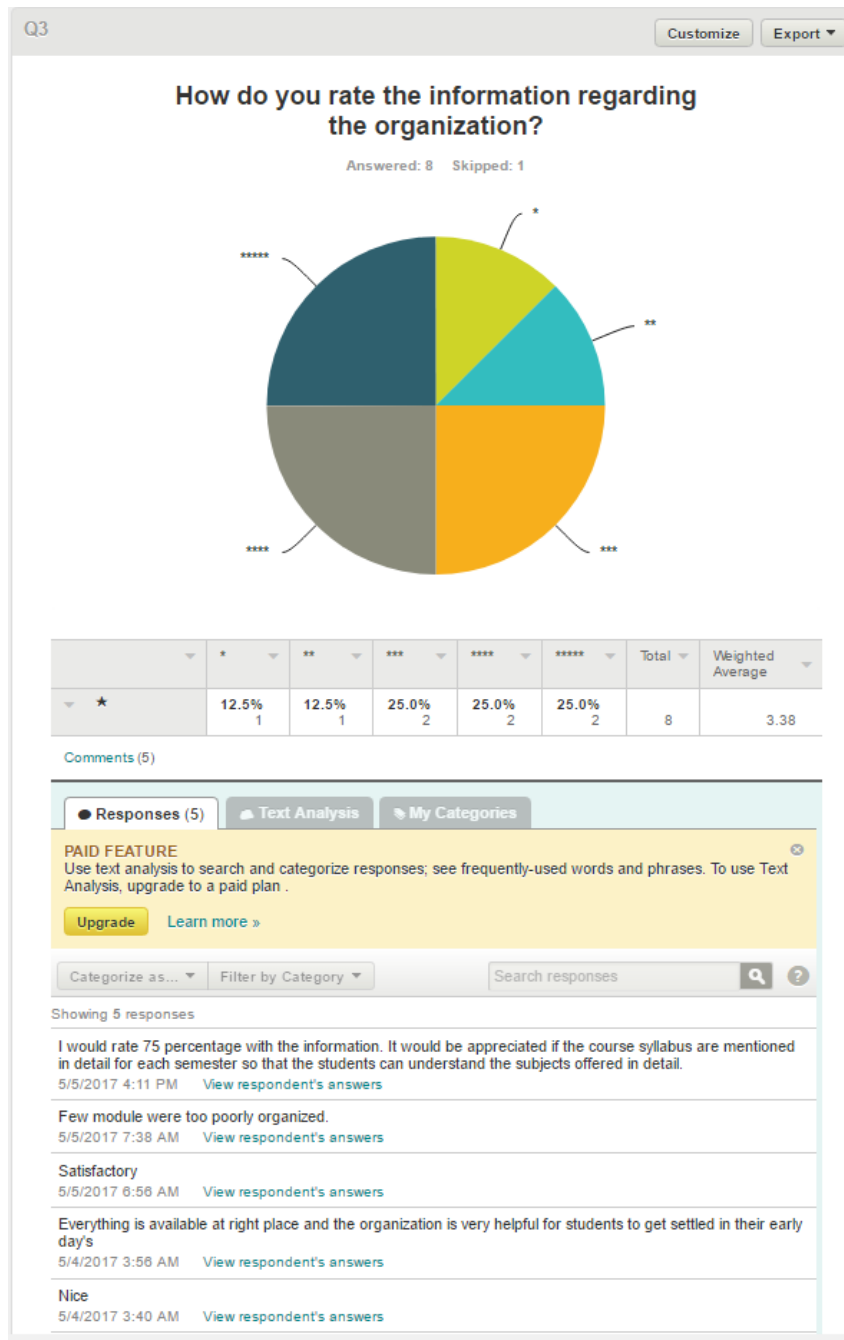 Q3
Customize
Export
How do you rate the information regarding
the organization?
Answered: 8 Skipped: 1
*
*****
**
****
***
* ** *** **** ***** Total Weighted
Average
★ 12.5% 12.5% 25.0% 25.0% 25.0%
1 1 2 2 2 8 3.38
Comments (5)
Responses (5) Text Analysis My Categories
PAID FEATURE
Use text analysis to search and categorize responses; see frequently-used words and phrases. To use Text
Analysis, upgrade to a paid plan .
Upgrade Learn more »
Categorize as... Filter by Category Search responses ?
Showing 5 responses
I would rate 75 percentage with the information. It would be appreciated if the course syllabus are mentioned
in detail for each semester so that the students can understand the subjects offered in detail.
5/5/2017 4:11 PM View respondent's answers
Few module were too poorly organized.
5/5/2017 7:38 AM View respondent's answers
Satisfactory
5/5/2017 6:56 AM View respondent's answers
Everything is available at right place and the organization is very helpful for students to get settled in their early
day's
5/4/2017 3:56 AM View respondent's answers
Nice
5/4/2017 3:40 AM View respondent's answers